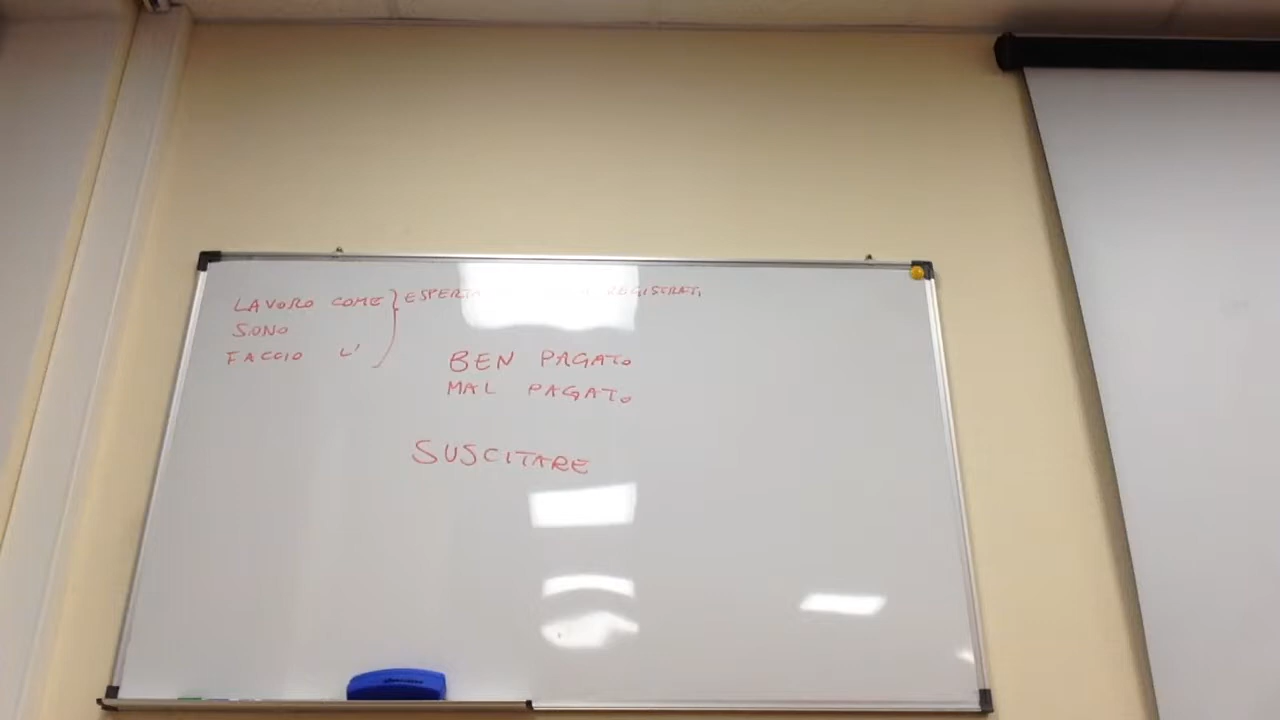 LAVORO COME } ESPERTA REGISTRATI
SONO
FACCIO L'
BEN PAGATO
MAL PAGATO
SUSCITARE